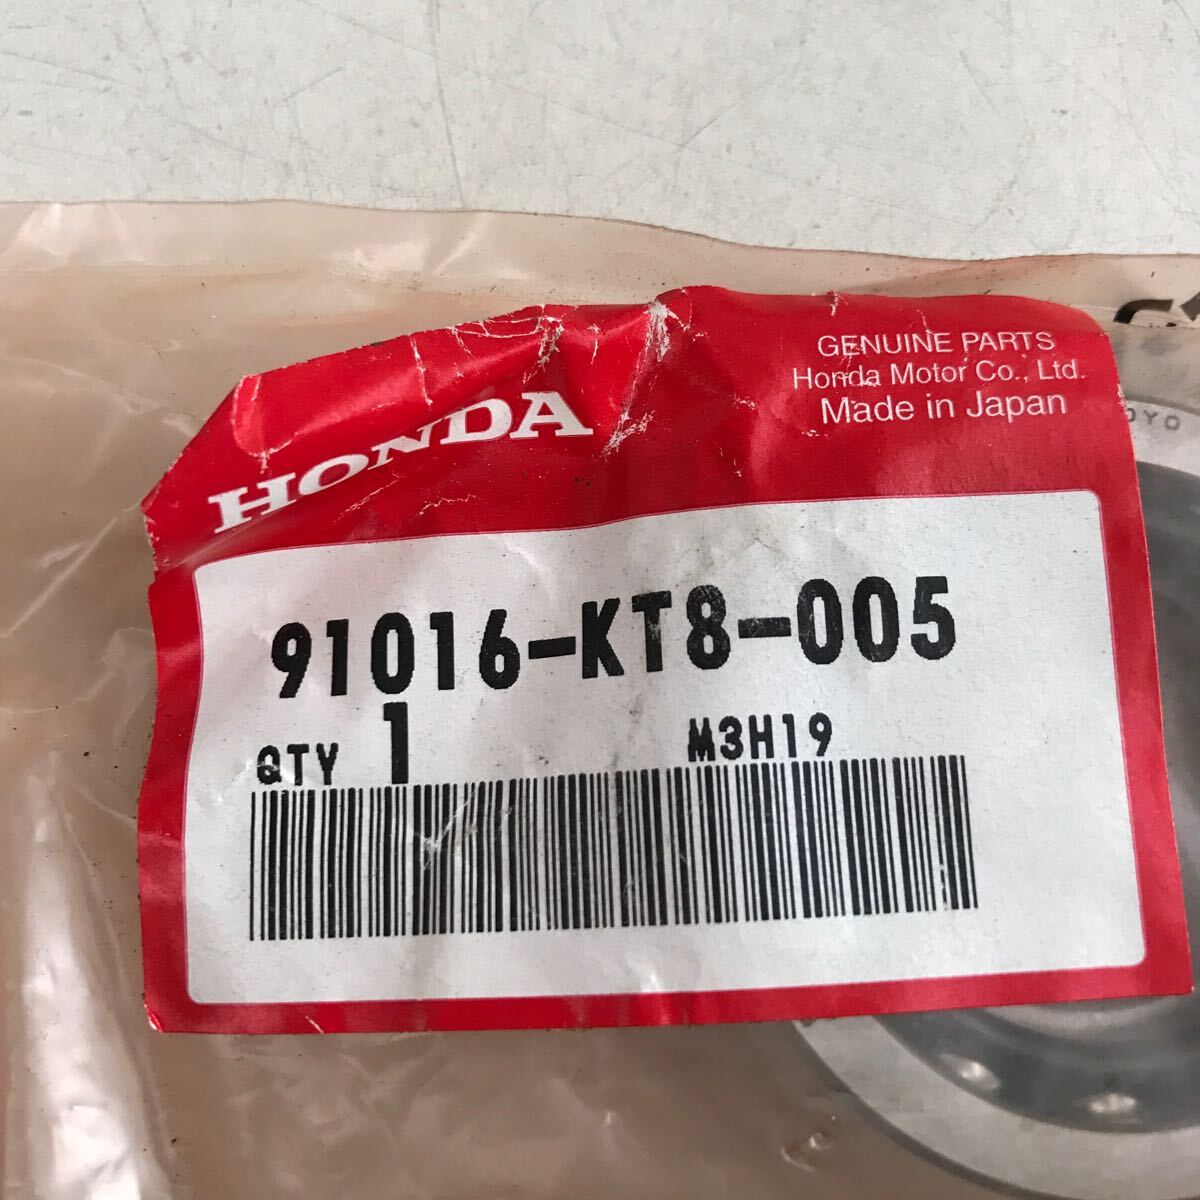 HONDA
GENUINE PARTS
Honda Motor Co., Ltd.
Made in Japan
91016-KT8-005
QTY 1 M3H19